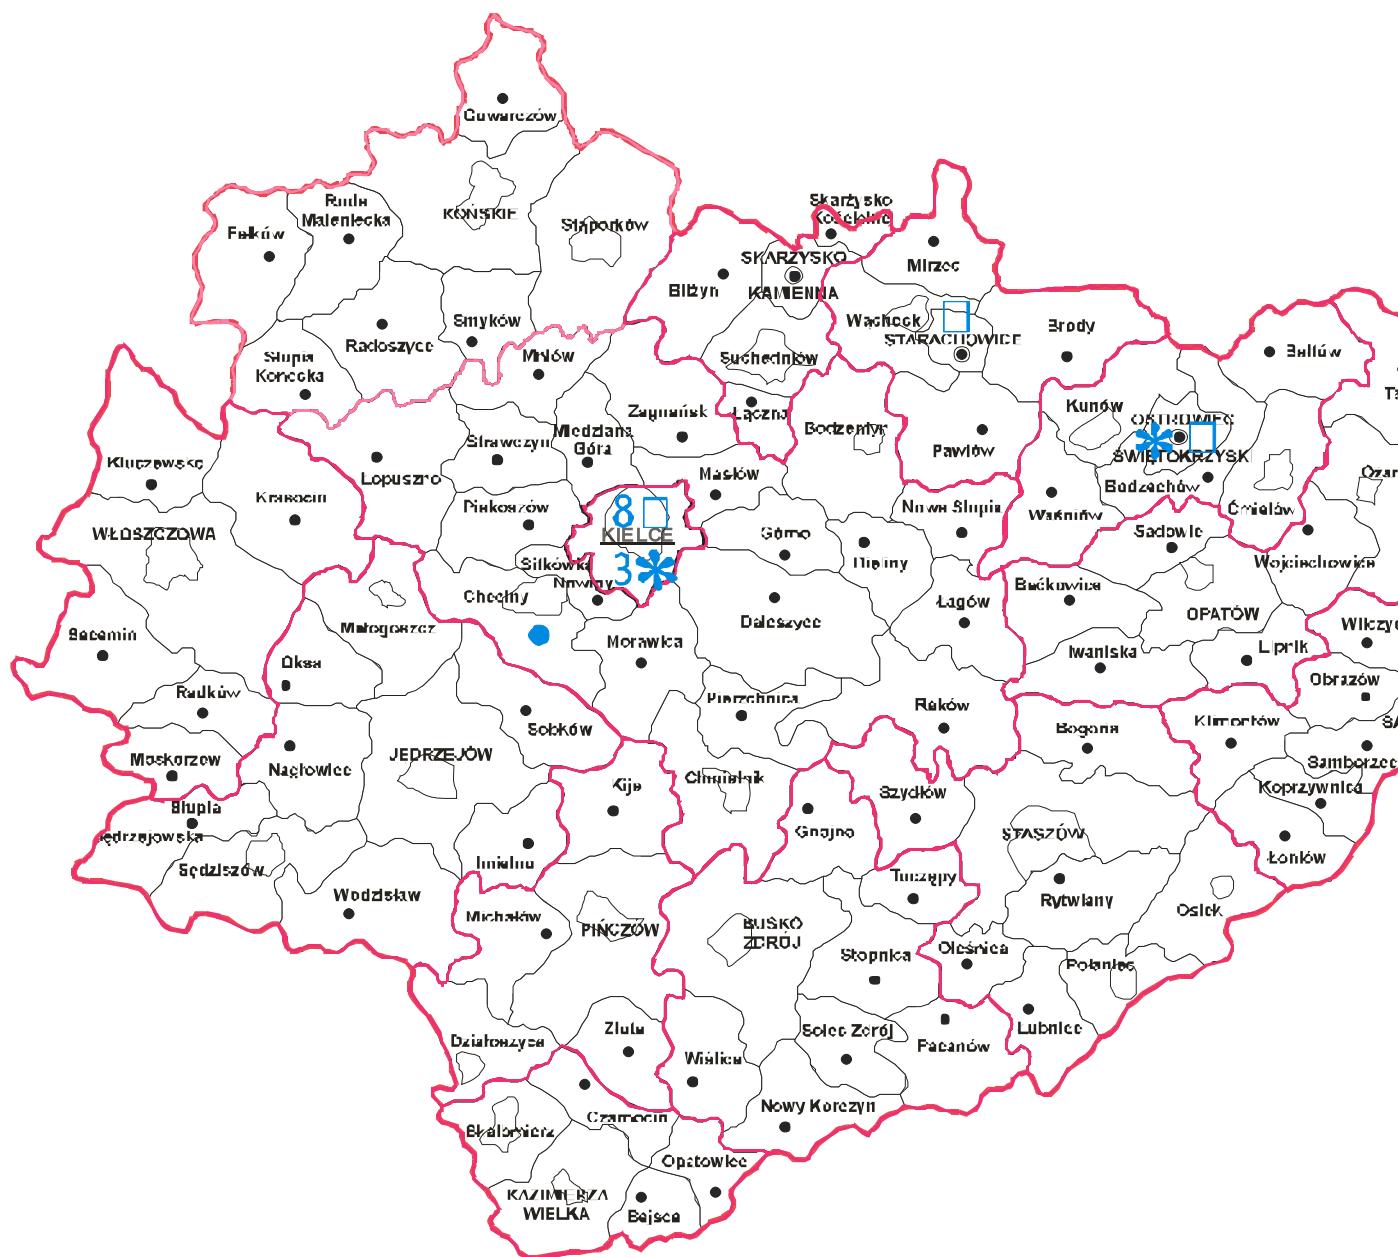 Gowarczów
Ruda
Maleniecka
KOŃSKIE
Stąporków
Fałków
Skarżysko
Kościelne
SKARŻYSKO
KAMIENNA
Mirzec
Bliżyn
Wąchock
STARACHOWICE
Brody
Smyków
Radoszyce
Słupia
Konecka
Mniów
Suchedniów
Bałtów
Kunów
OSTROWIEC
ŚWIĘTOKRZYSKI
Zagnańsk
Łączna
Bodzentyn
Pawłów
Strawczyn
Miedziana
Góra
Kluczewsko
Łopuszno
Masłów
Bodzechów
Krasocin
Piekoszów
8
KIELCE
3
Nowa Słupia
Waśniów
Ćmielów
WŁOSZCZOWA
Górno
Sadowie
Bieliny
Wojciechowice
Sitkówka
Nowiny
Chęciny
Baćkowice
Łagów
OPATÓW
Małogoszcz
Daleszyce
Secemin
Morawica
Iwaniska
Lipnik
Oksa
Obrazów
Radków
Pierzchnica
Raków
Sobków
Bogoria
Klimontów
JĘDRZEJÓW
Moskorzew
Nagłowice
Samborzec
Chmielnik
Kije
Szydłów
Koprzywnica
Słupia
Jędrzejowska
Gnojno
STASZÓW
Łoniów
Sędziszów
Imielno
Tuczępy
Wodzisław
Rytwiany
Osiek
Michałów
PIŃCZÓW
BUSKO
ZDRÓJ
Stopnica
Oleśnica
Połaniec
Działoszyce
Złota
Solec Zdrój
Łubnice
Pacanów
Wiślica
Nowy Korczyn
Czarnocin
Skalbmierz
Opatowiec
KAZIMIERZA
WIELKA
Bejsce